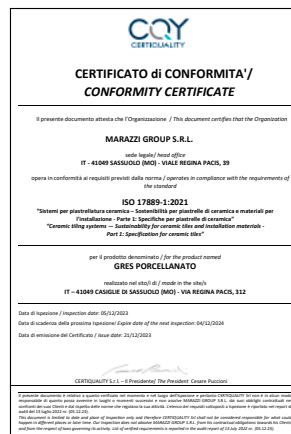 CQY
CERTIQUALITY
CERTIFICATO di CONFORMITA'/
CONFORMITY CERTIFICATE
Il presente documento attesta che l'Organizzazione / This document certifies that the Organization
MARAZZI GROUP S.R.L.
sede legale/ head office
IT - 41049 SASSUOLO (MO) - VIALE REGINA PACIS, 39
opera in conformità ai requisiti previsti dalla norma / operates in compliance with the requirements of
the standard
ISO 17889-1:2021
"Sistemi per piastrellatura ceramica – Sostenibilità per piastrelle di ceramica e materiali per
l'installazione - Parte 1: Specifiche per piastrelle di ceramica"
"Ceramic tiling systems — Sustainability for ceramic tiles and installation materials -
Part 1: Specification for ceramic tiles"
per il prodotto denominato / for the product named
GRES PORCELLANATO
realizzato nel sito/i di / made in the site/s
IT – 41049 CASIGLIE DI SASSUOLO (MO) - VIA REGINA PACIS, 312
Data di Ispezione / Inspection date: 05/12/2023
Data di scadenza della prossima Ispezione/ Expire date of the next inspection: 04/12/2024
Data di emissione del Certificato / Issue date: 21/12/2023
CERTIQUALITY S.r.l. – Il Presidente/ The President Cesare Puccioni